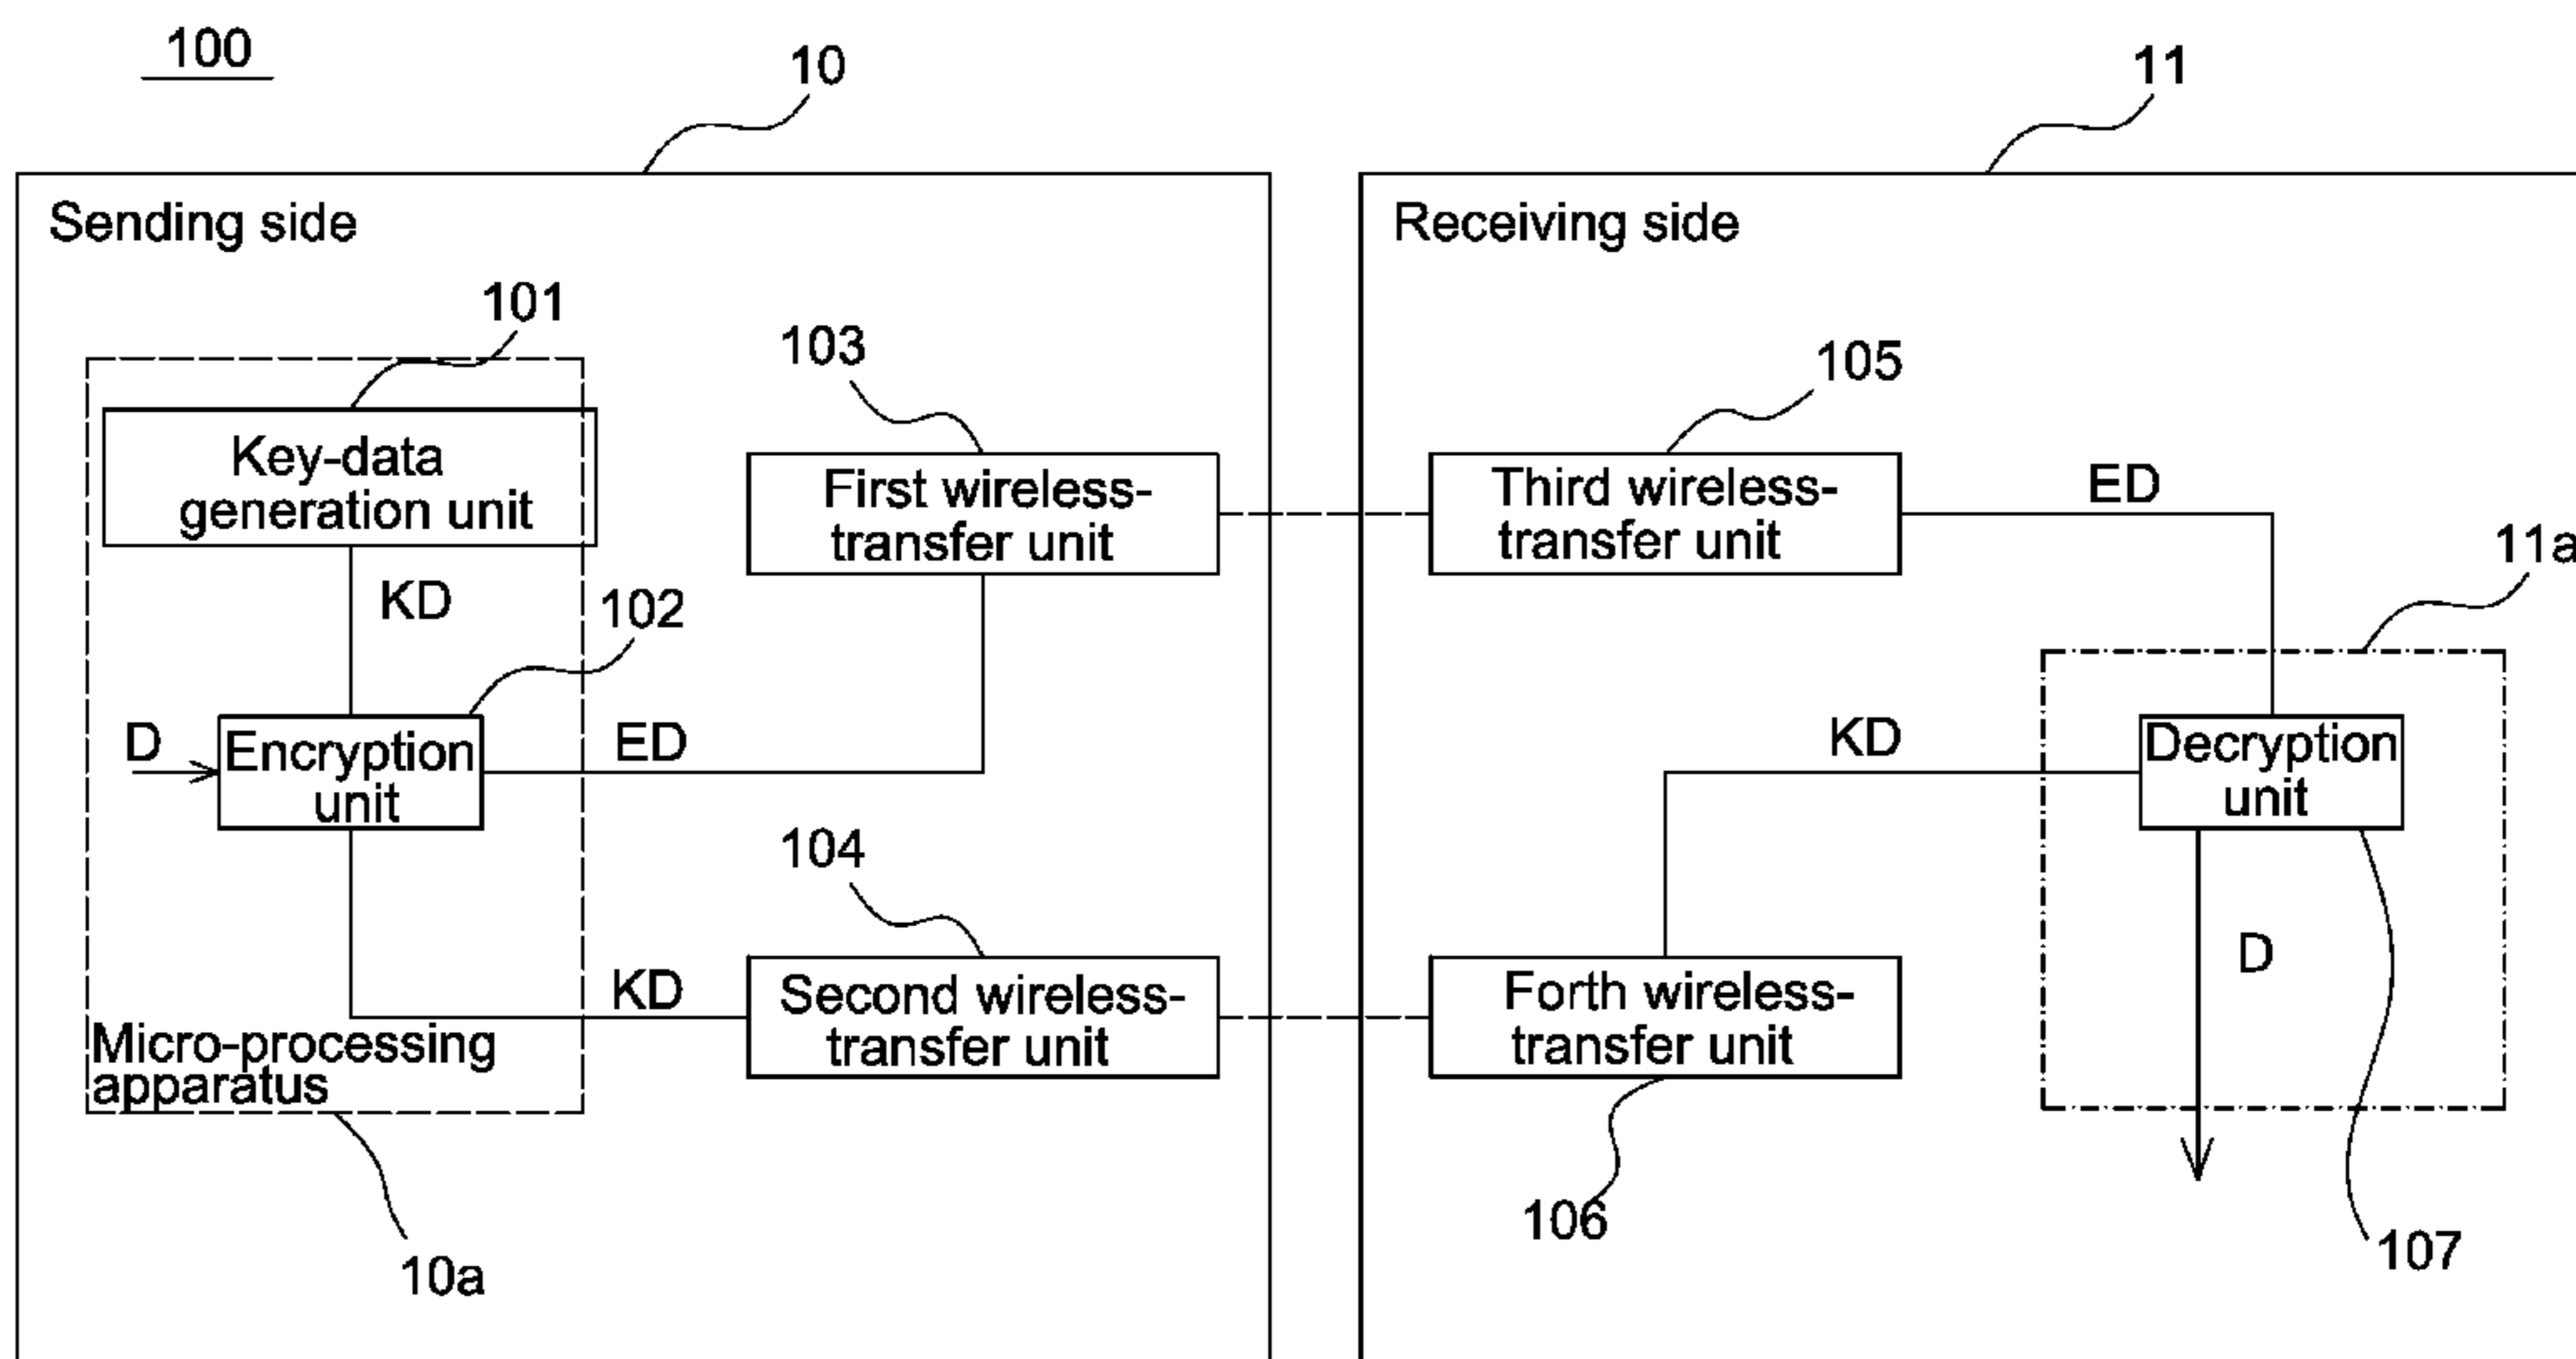 100
10
11
Sending side
Receiving side
101
103
105
Key-data
generation unit
First wireless-
transfer unit
Third wireless-
transfer unit
ED
11a
KD
102
D
Encryption
unit
ED
KD
Decryption
unit
104
D
KD
Second wireless-
transfer unit
Forth wireless-
transfer unit
Micro-processing
apparatus
106
107
10a